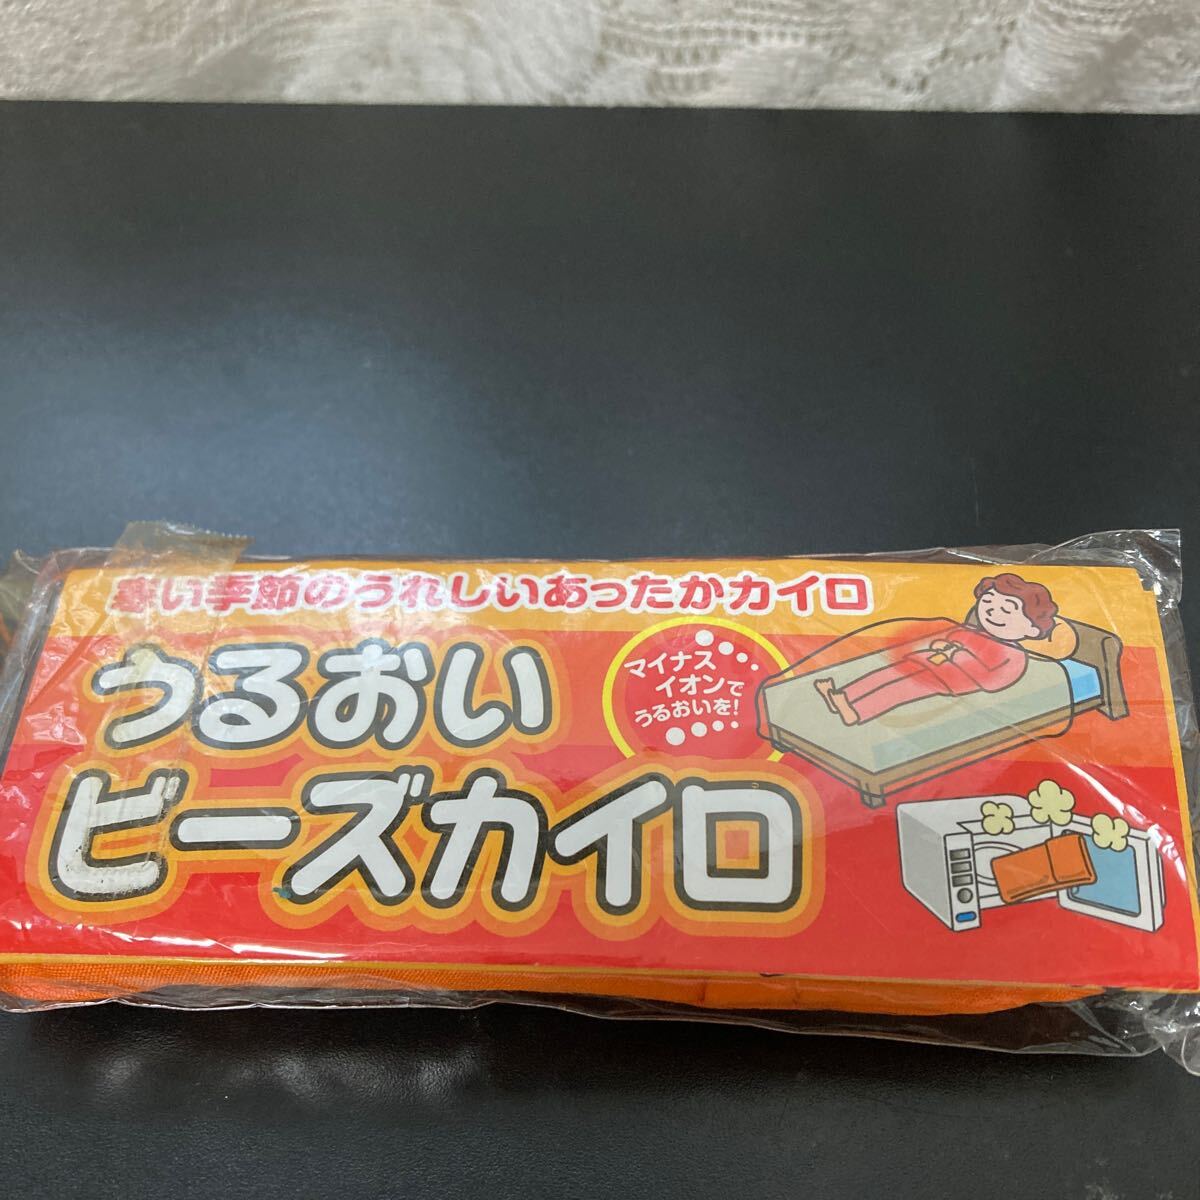 寒い季節のうれしいあったかカイロ
うるおい
ビーズカイロ
マイナス
イオンで
うるおいを!